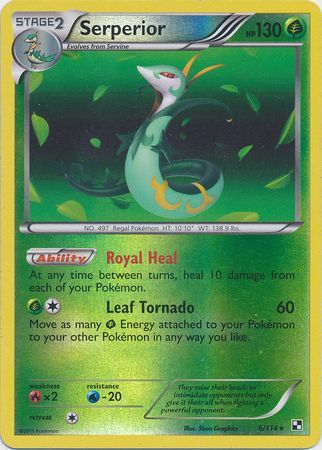 STAGE2
Serperior
HP130
Evolves from Servine
NO. 497 Regal Pokémon HT: 10'10" WT: 138.9 lbs.
Ability
Royal Heal
At any time between turns, heal 10 damage from
each of your Pokémon.
Leaf Tornado 60
Move as many Energy attached to your Pokémon
to your other Pokémon in any way you like.
weakness
×2
resistance
-20
retreat
They raise their heads to
intimidate opponents but only
give it their all when fighting a
powerful opponent.
©2011 Pokémon
Illus. 5ban Graphics
6/114★